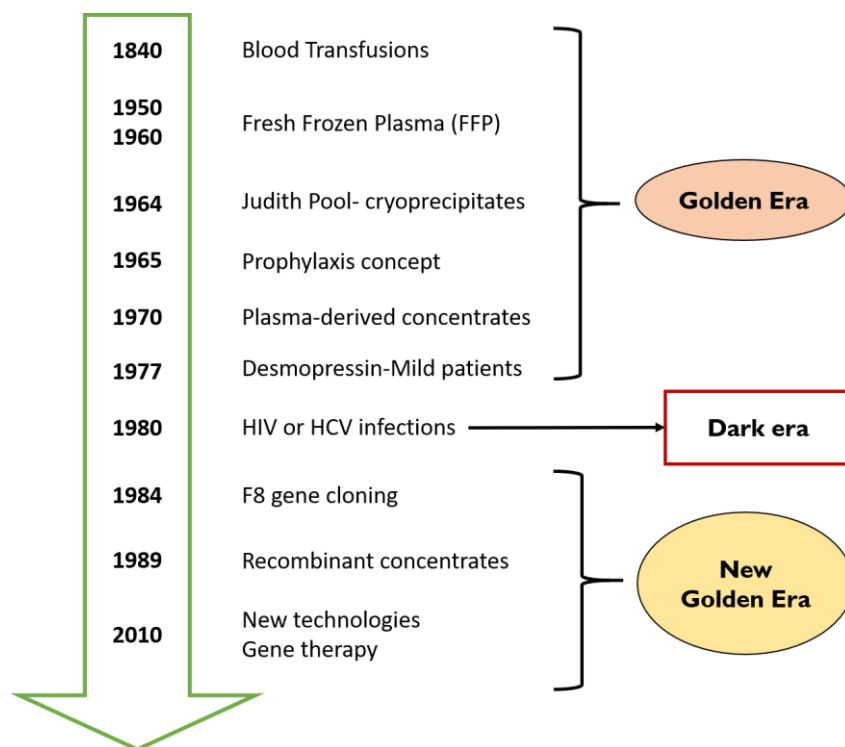 1840 Blood Transfusions
1950
1960
Fresh Frozen Plasma (FFP)
1964 Judith Pool- cryoprecipitates
Golden Era
1965 Prophylaxis concept
1970 Plasma-derived concentrates
1977 Desmopressin-Mild patients
1980 HIV or HCV infections
Dark era
1984 F8 gene cloning
1989 Recombinant concentrates
New
Golden Era
2010
New technologies
Gene therapy